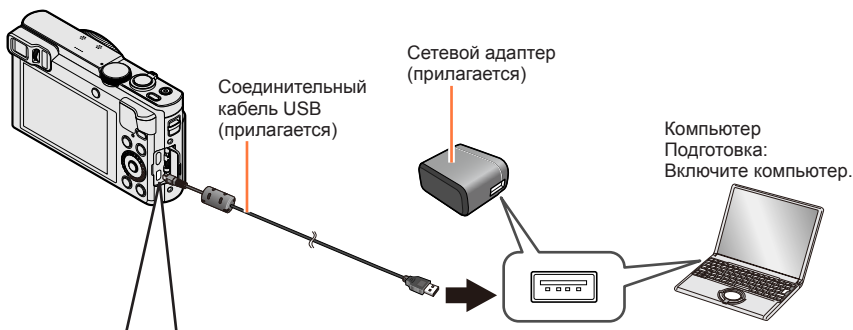 Сетевой адаптер
(прилагается)
Соединительный
кабель USB
(прилагается)
Компьютер
Подготовка:
Включите компьютер.